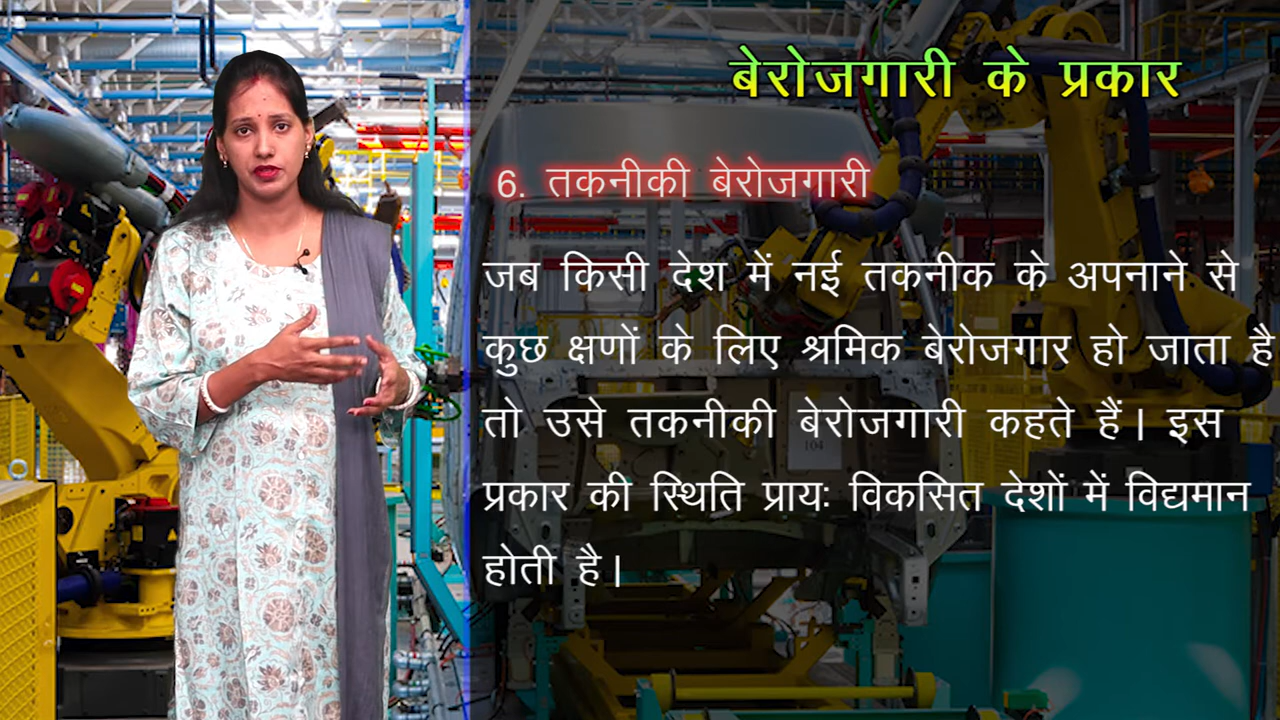 बेरोजगारी के प्रकार
6. तकनीकी बेरोजगारी
जब किसी देश में नई तकनीक के अपनाने से
कुछ क्षणों के लिए श्रमिक बेरोजगार हो जाता है
तो उसे तकनीकी बेरोजगारी कहते हैं। इस
प्रकार की स्थिति प्रायः विकसित देशों में विद्यमान
होती है।
104